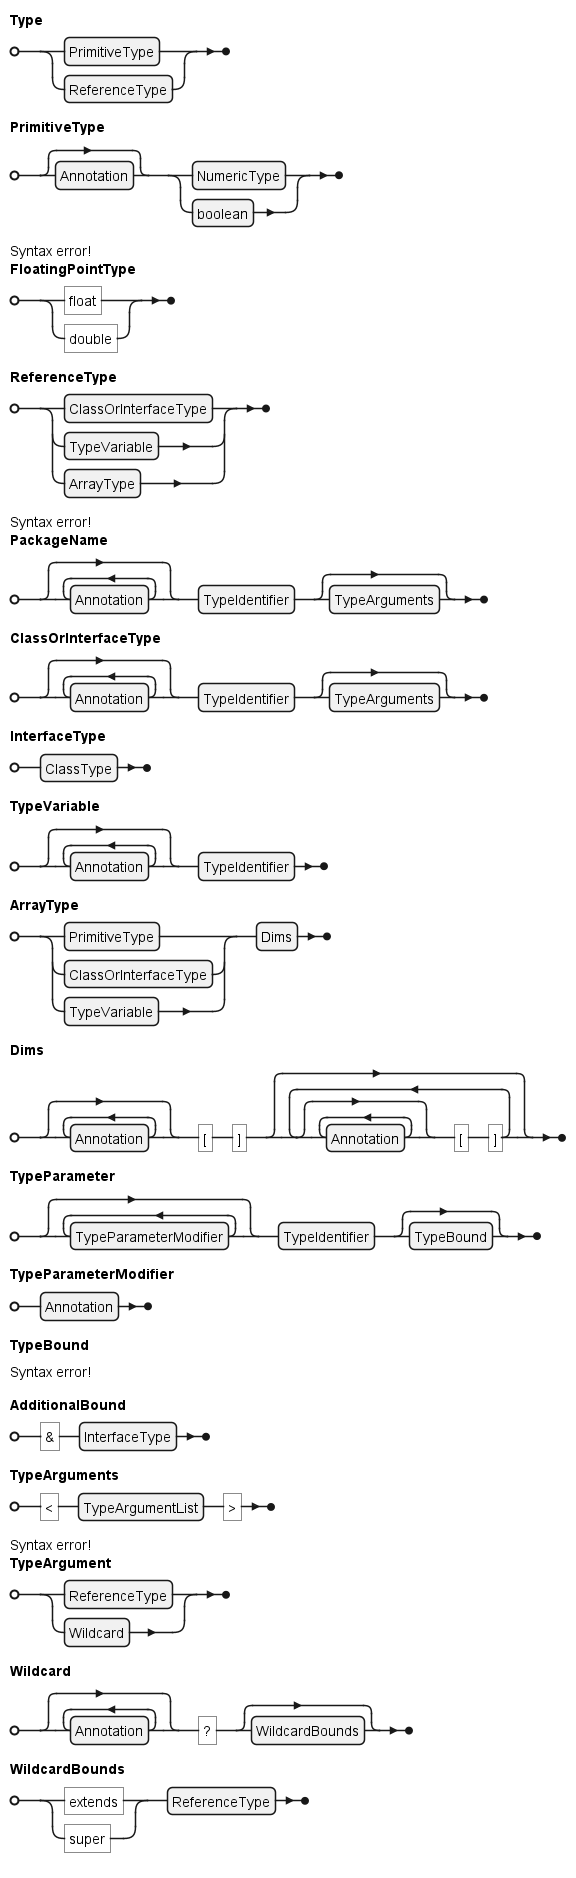 Type
PrimitiveType
ReferenceType
PrimitiveType
Annotation NumericType
boolean
Syntax error!
FloatingPointType
float
double
ReferenceType
ClassOrInterfaceType
TypeVariable
ArrayType
Syntax error!
PackageName
Annotation TypeIdentifier TypeArguments
ClassOrInterfaceType
Annotation TypeIdentifier TypeArguments
InterfaceType
ClassType
TypeVariable
Annotation TypeIdentifier
ArrayType
PrimitiveType Dims
ClassOrInterfaceType
TypeVariable
Dims
Annotation [ ] Annotation [ ]
TypeParameter
TypeParameterModifier TypeIdentifier TypeBound
TypeParameterModifier
Annotation
TypeBound
Syntax error!
AdditionalBound
& InterfaceType
TypeArguments
< TypeArgumentList >
Syntax error!
TypeArgument
ReferenceType
Wildcard
Wildcard
Annotation ? WildcardBounds
WildcardBounds
extends ReferenceType
super